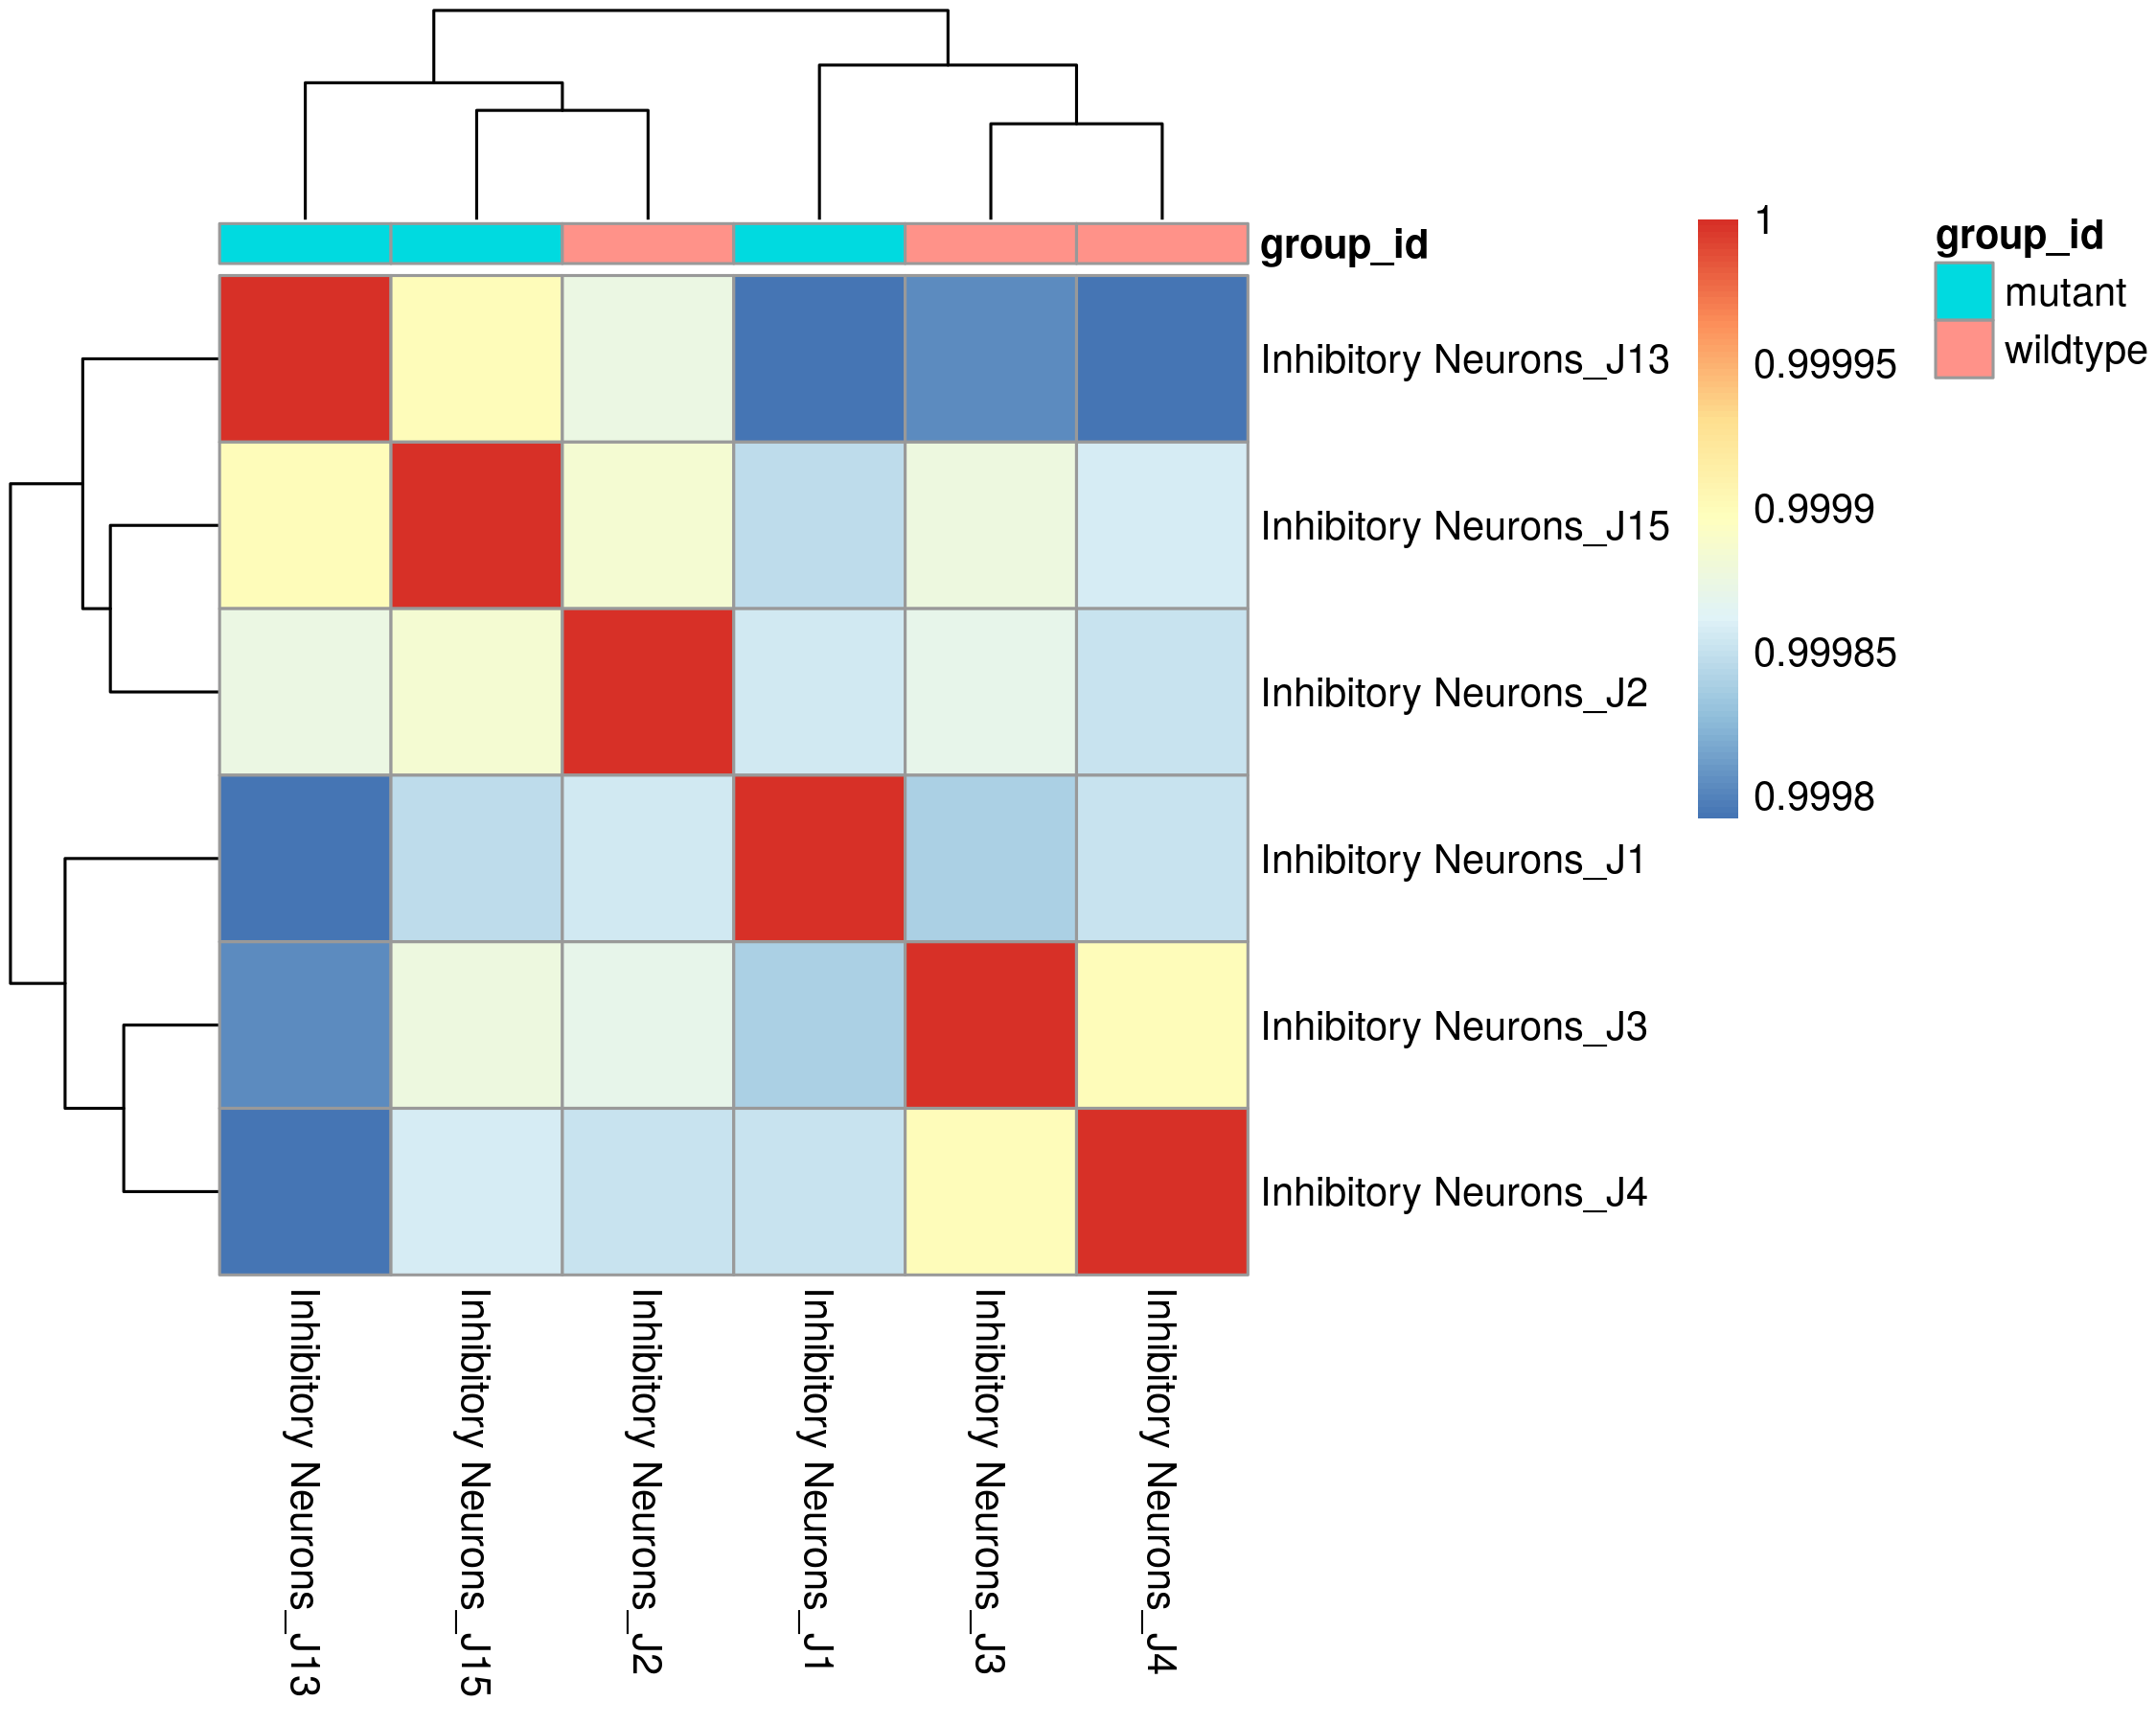 group_id
Inhibitory Neurons_J13
Inhibitory Neurons_J15
Inhibitory Neurons_J2
Inhibitory Neurons_J1
Inhibitory Neurons_J3
Inhibitory Neurons_J4
Inhibitory Neurons_J13
Inhibitory Neurons_J15
Inhibitory Neurons_J2
Inhibitory Neurons_J1
Inhibitory Neurons_J3
Inhibitory Neurons_J4
1
0.99995
0.9999
0.99985
0.9998
group_id
mutant
wildtype